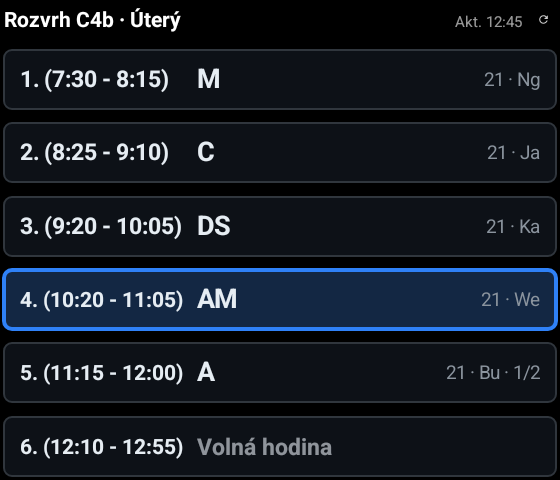 Rozvrh C4b · Úterý Akt. 12:45
1. (7:30 - 8:15) M 21 · Ng
2. (8:25 - 9:10) C 21 · Ja
3. (9:20 - 10:05) DS 21 · Ka
4. (10:20 - 11:05) AM 21 · We
5. (11:15 - 12:00) A 21 · Bu · 1/2
6. (12:10 - 12:55) Volná hodina